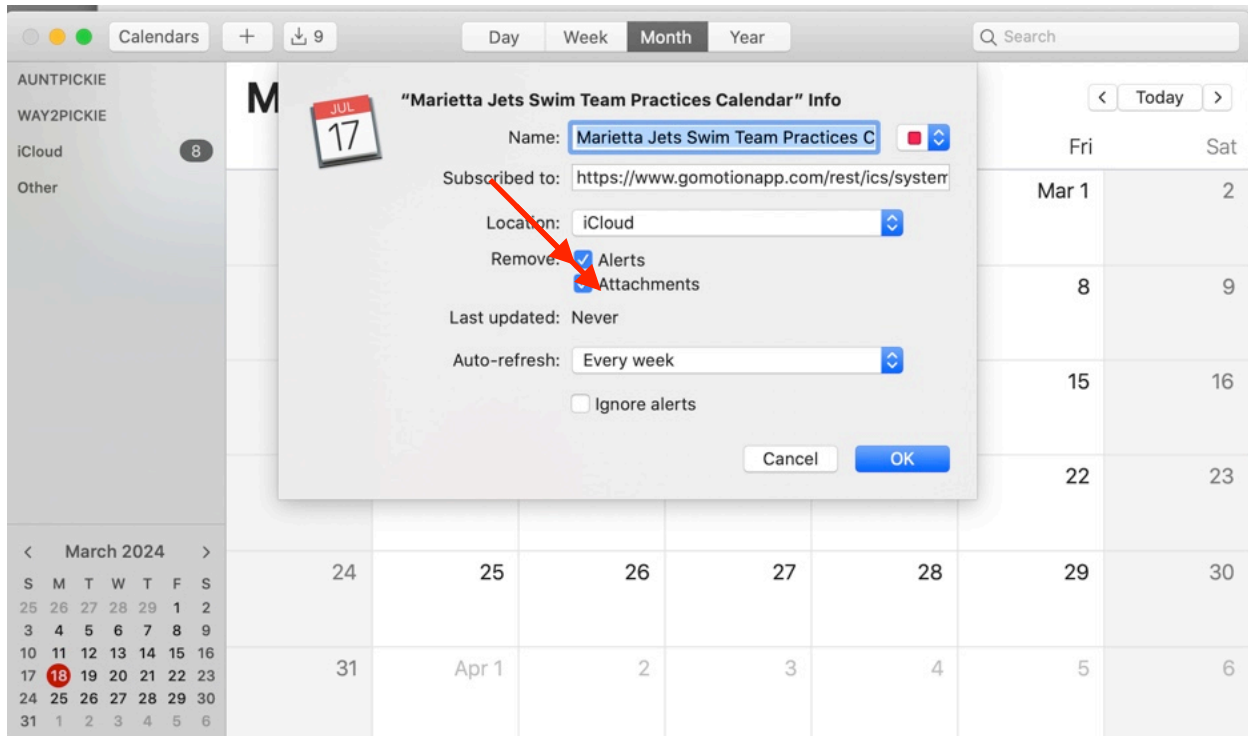 Calendars + 9 Day Week Month Year Search
AUNTPICKIE
WAY2PICKIE
iCloud 8
Other
M
< Today >
Fri Sat
JUL
17
“Marietta Jets Swim Team Practices Calendar” Info
Name: Marietta Jets Swim Team Practices C
Subscribed to: https://www.gomotionapp.com/rest/ics/system
Location: iCloud
Remove: Alerts
Attachments
Last updated: Never
Auto-refresh: Every week
Ignore alerts
Cancel OK
Mar 1 2
8 9
15 16
22 23
24 25 26 27 28 29 30
31 Apr 1 2 3 4 5 6
< March 2024 >
S M T W T F S
25 26 27 28 29 1 2
3 4 5 6 7 8 9
10 11 12 13 14 15 16
17 18 19 20 21 22 23
24 25 26 27 28 29 30
31 1 2 3 4 5 6